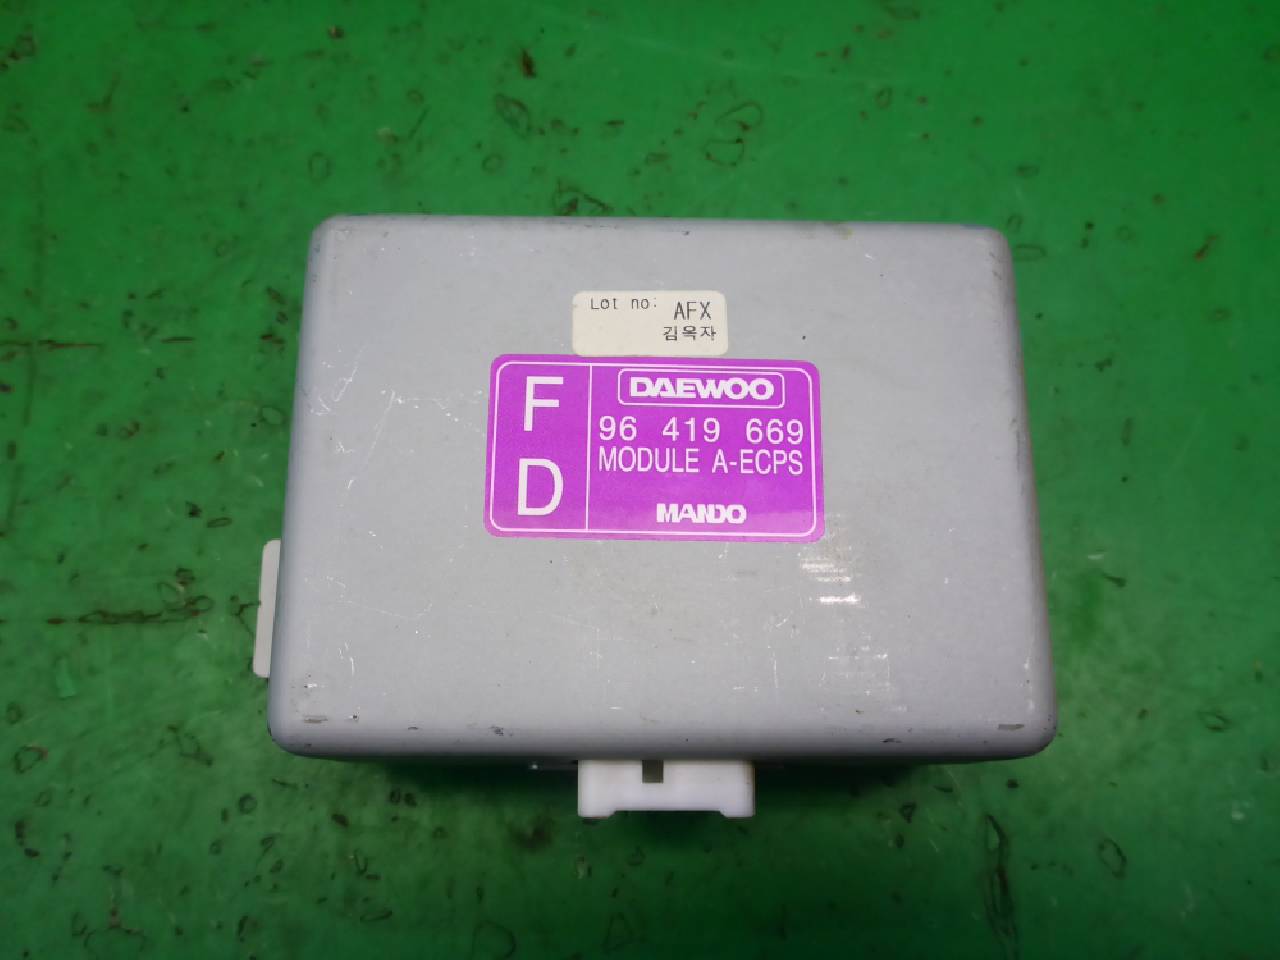 Lot no: AFX
김옥자
F
D
DAEWOO
96 419 669
MODULE A-ECPS
MANDO